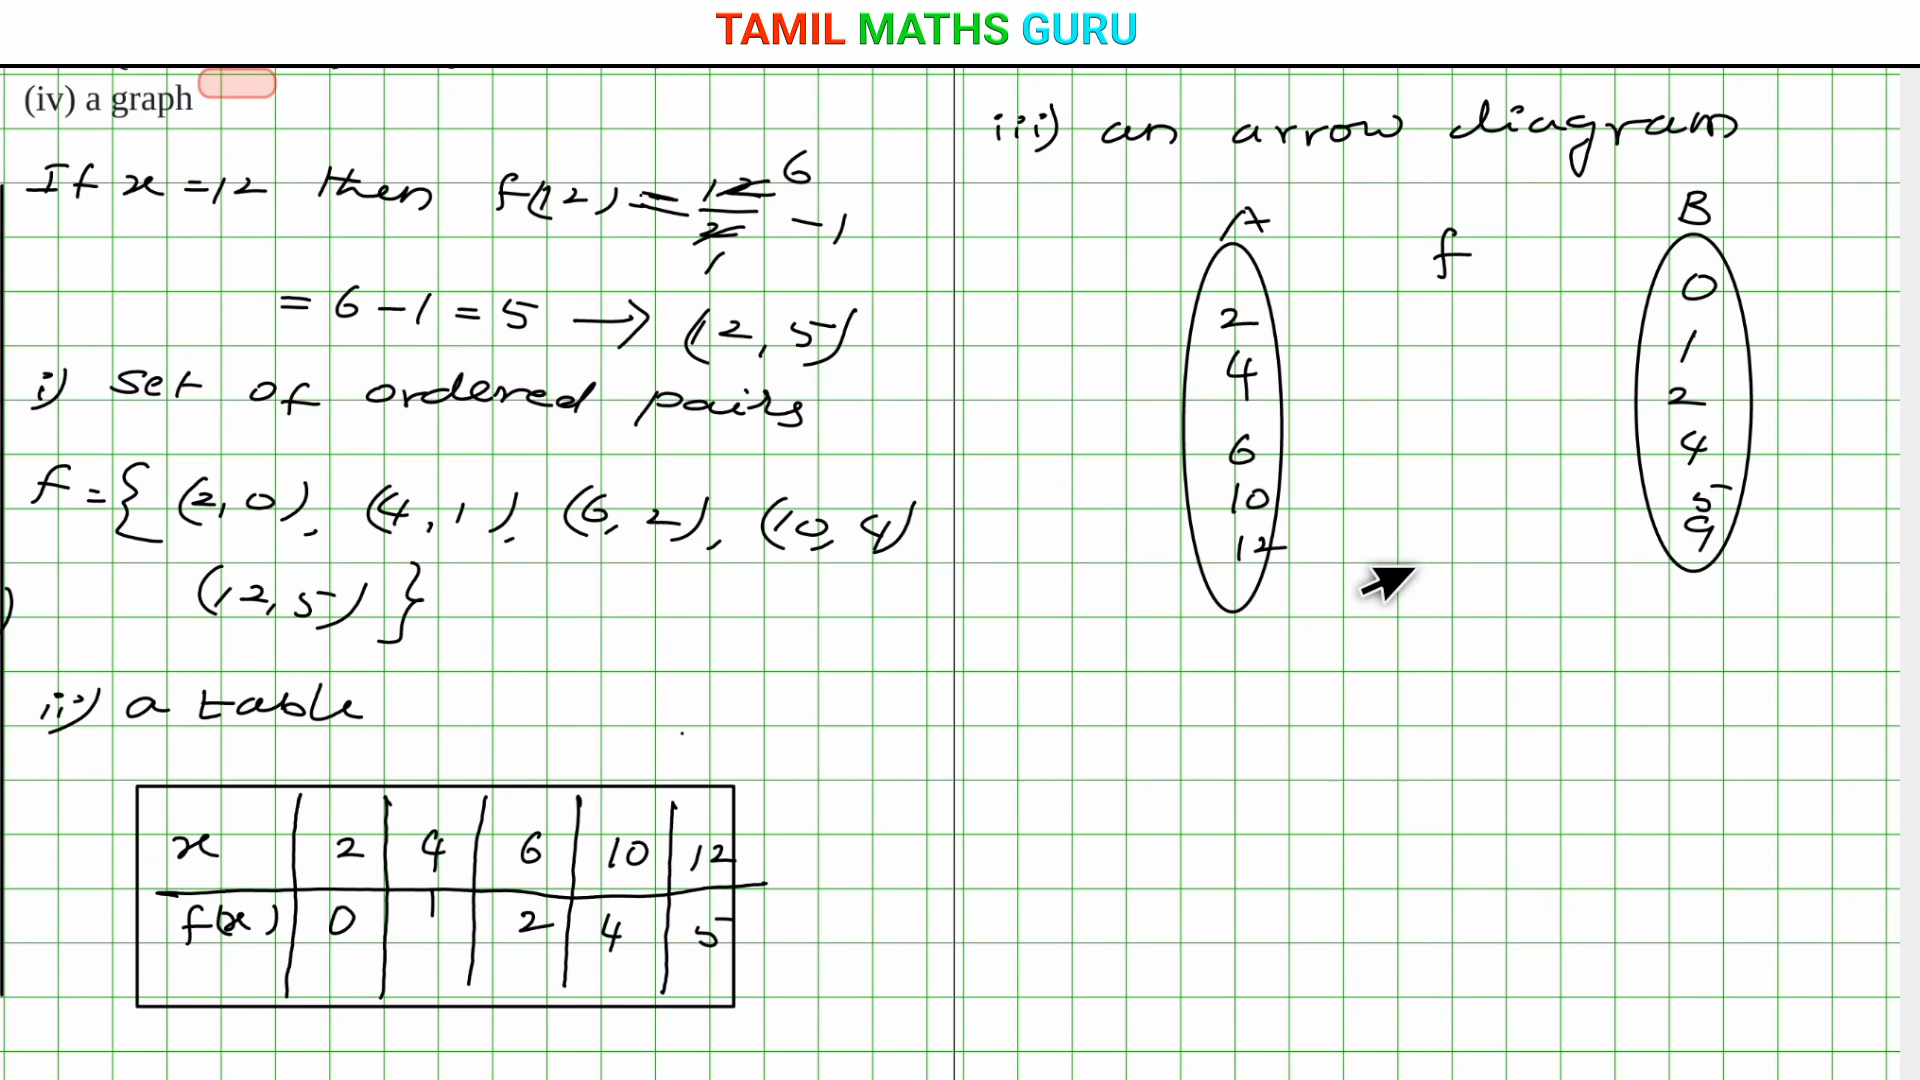 TAMIL MATHS GURU
(iv) a graph
If x = 12 then f(12) = 12/2 - 1
6
1
= 6 - 1 = 5 → (12, 5)
i) set of ordered pairs
f = { (2, 0), (4, 1), (6, 2), (10, 4)
(12, 5) }
ii) a table
x 2 4 6 10 12
f(x) 0 1 2 4 5
iii) an arrow diagram
A f B
2
4
6
10
12
0
1
2
4
5
9